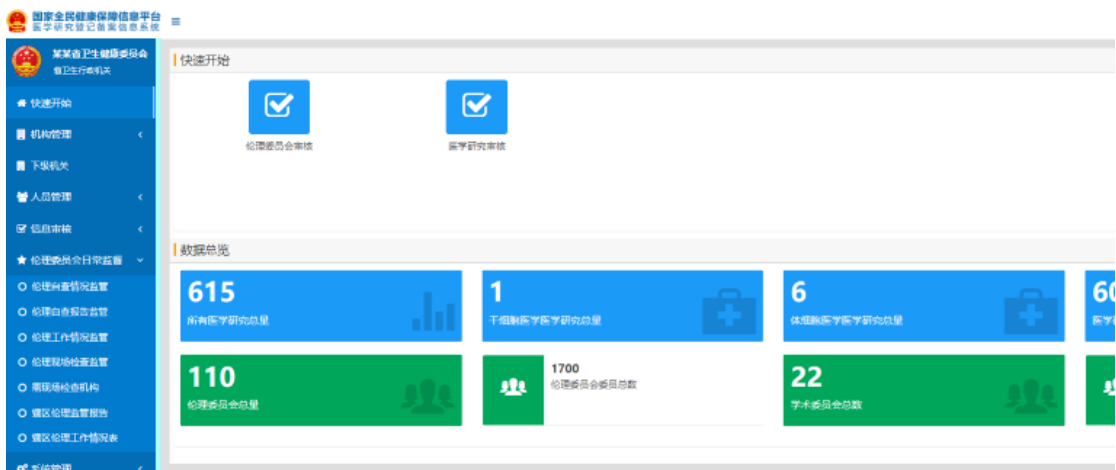 国家全民健康保障信息平台
医学研究登记备案信息系统
某某省卫生健康委员会
省卫生行政机关
快速开始
机构管理
下级机关
人员管理
信息审核
伦理委员会日常监督
伦理自查情况监管
伦理自查报告监管
伦理工作情况监管
伦理现场检查监管
需现场检查机构
辖区伦理监管报告
辖区伦理工作情况表
系统管理
快速开始
伦理委员会审核
医学研究审核
数据总览
615
所有医学研究总量
1
干细胞医学医学研究总量
6
体细胞医学医学研究总量
60
医学研
110
伦理委员会总量
1700
伦理委员会委员总数
22
学术委员会总数